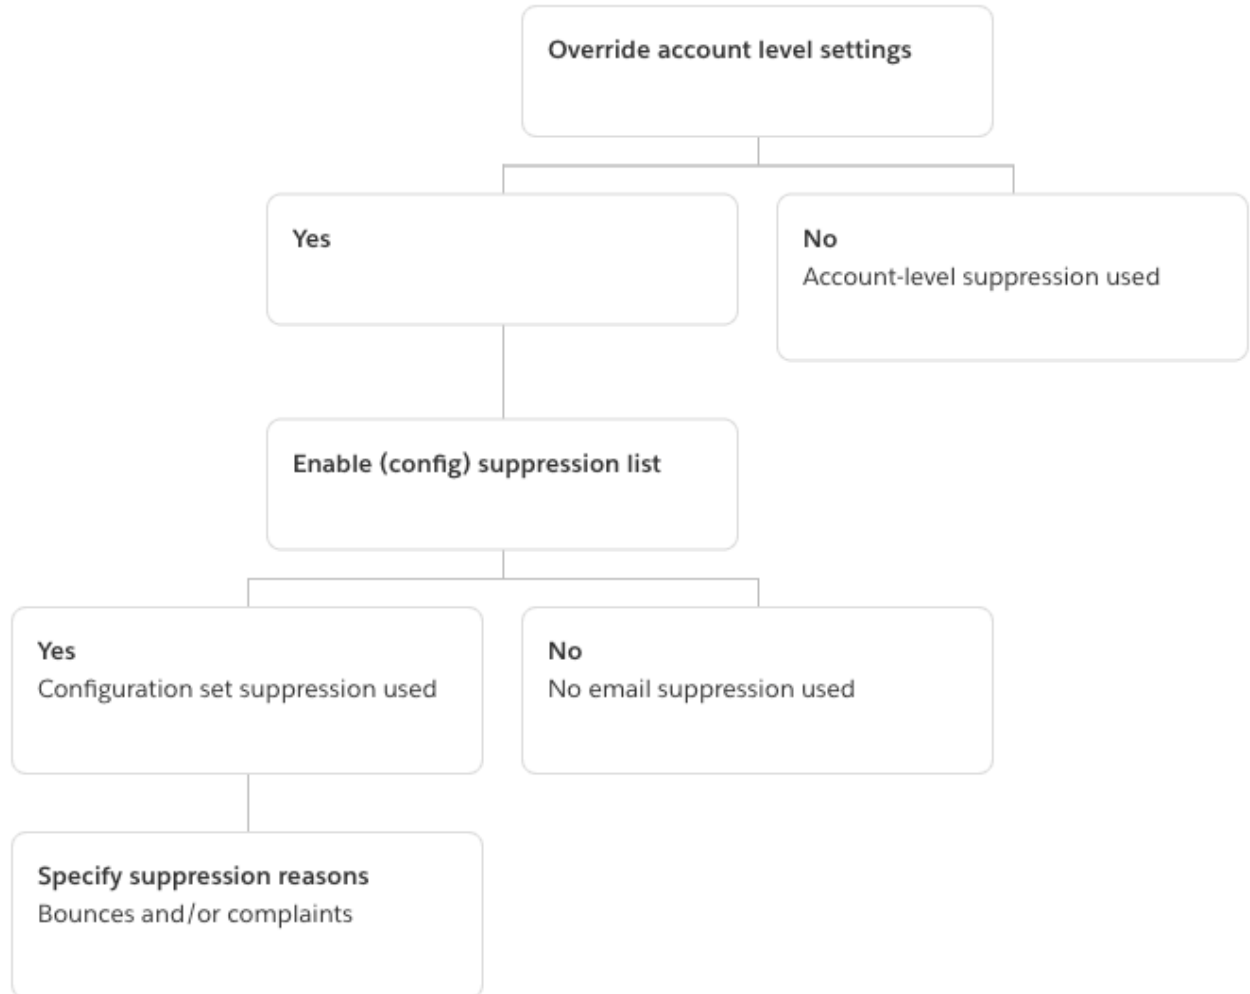 Override account level settings
Yes
No
Account-level suppression used
Enable (config) suppression list
Yes
Configuration set suppression used
No
No email suppression used
Specify suppression reasons
Bounces and/or complaints